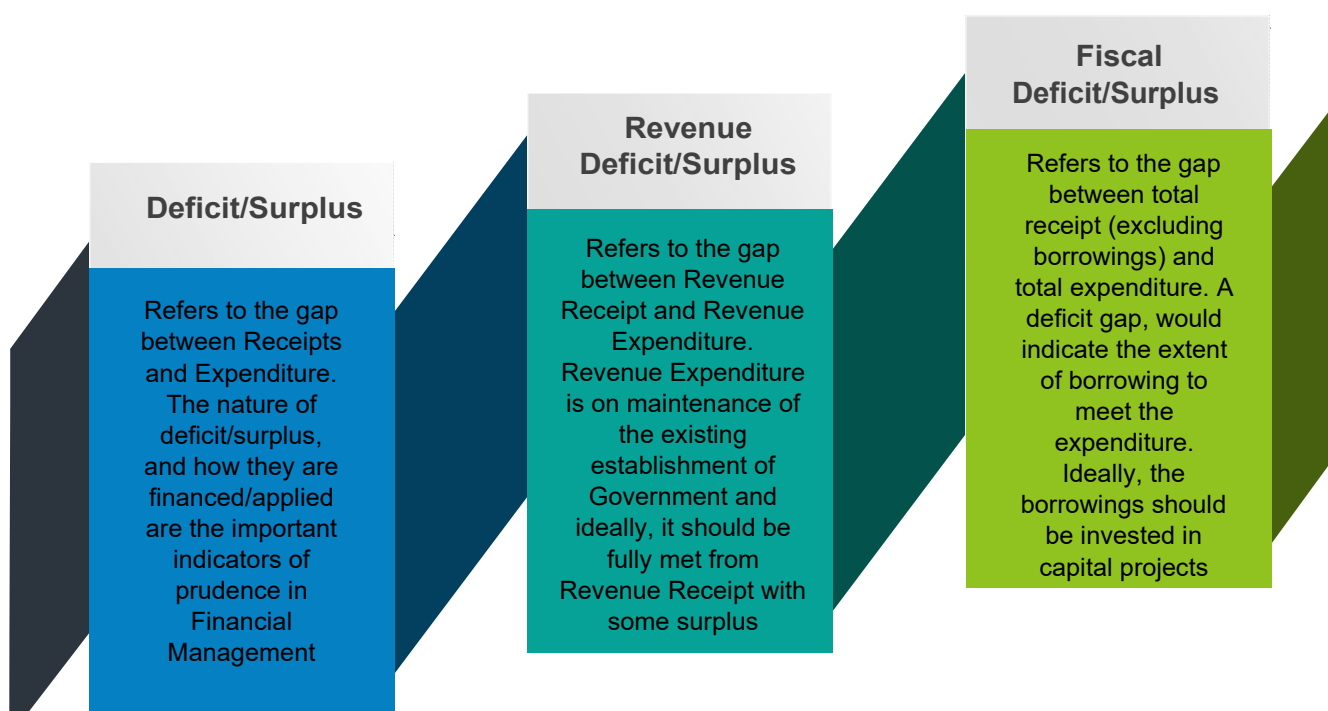 Deficit/Surplus
Refers to the gap
between Receipts
and Expenditure.
The nature of
deficit/surplus,
and how they are
financed/applied
are the important
indicators of
prudence in
Financial
Management
Revenue
Deficit/Surplus
Refers to the gap
between Revenue
Receipt and Revenue
Expenditure.
Revenue Expenditure
is on maintenance of
the existing
establishment of
Government and
ideally, it should be
fully met from
Revenue Receipt with
some surplus
Fiscal
Deficit/Surplus
Refers to the gap
between total
receipt (excluding
borrowings) and
total expenditure. A
deficit gap, would
indicate the extent
of borrowing to
meet the
expenditure.
Ideally, the
borrowings should
be invested in
capital projects